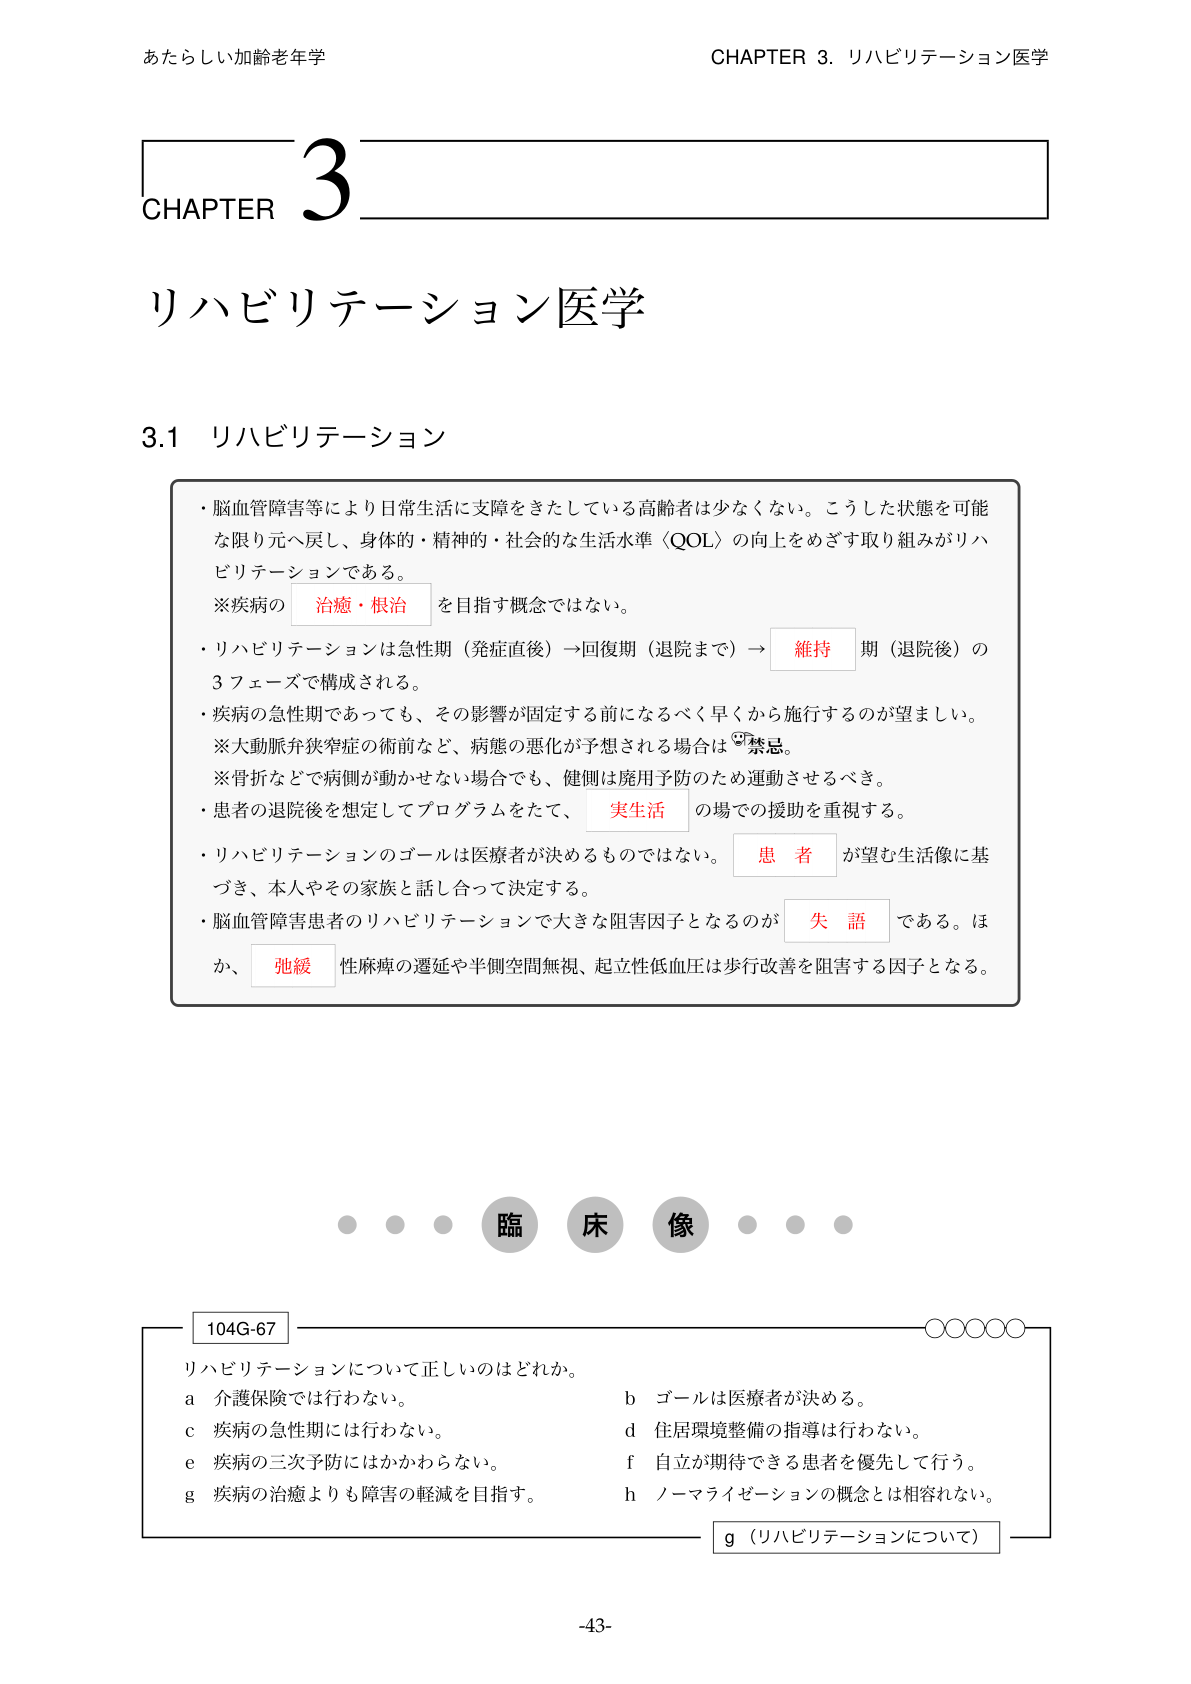 あたらしい加齢老年学
CHAPTER 3. リハビリテーション医学
CHAPTER 3
リハビリテーション医学
3.1 リハビリテーション
・脳血管障害等により日常生活に支障をきたしている高齢者は少なくない。こうした状態を可能
な限り元へ戻し、身体的・精神的・社会的な生活水準〈QOL〉の向上をめざす取り組みがリハ
ビリテーションである。
※疾病の 治癒・根治 を目指す概念ではない。
・リハビリテーションは急性期（発症直後）→回復期（退院まで）→ 維持 期（退院後）の
3 フェーズで構成される。
・疾病の急性期であっても、その影響が固定する前になるべく早くから施行するのが望ましい。
※大動脈弁狭窄症の術前など、病態の悪化が予想される場合は禁忌。
※骨折などで病側が動かせない場合でも、健側は廃用予防のため運動させるべき。
・患者の退院後を想定してプログラムをたて、 実生活 の場での援助を重視する。
・リハビリテーションのゴールは医療者が決めるものではない。 患 者 が望む生活像に基
づき、本人やその家族と話し合って決定する。
・脳血管障害患者のリハビリテーションで大きな阻害因子となるのが 失 語 である。ほ
か、 弛緩 性麻痺の遷延や半側空間無視、起立性低血圧は歩行改善を阻害する因子となる。
臨 床 像
104G-67
リハビリテーションについて正しいのはどれか。
a 介護保険では行わない。 b ゴールは医療者が決める。
c 疾病の急性期には行わない。 d 住居環境整備の指導は行わない。
e 疾病の三次予防にはかかわらない。 f 自立が期待できる患者を優先して行う。
g 疾病の治癒よりも障害の軽減を目指す。 h ノーマライゼーションの概念とは相容れない。
g （リハビリテーションについて）
-43-